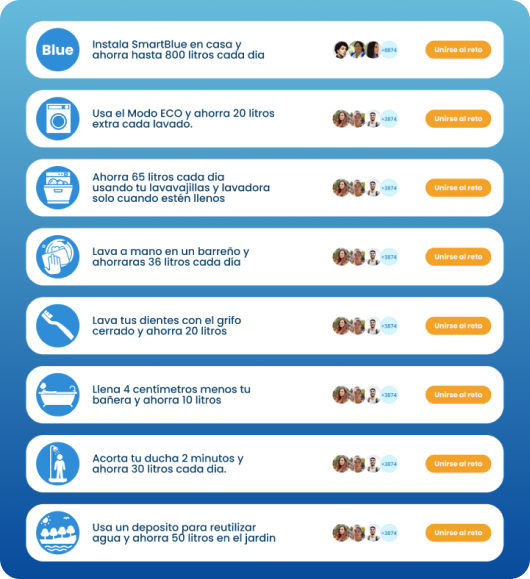 Blue
Instala SmartBlue en casa y
ahorra hasta 800 litros cada dia
+8874
Unirse al reto
Usa el Modo ECO y ahorra 20 litros
extra cada lavado.
+3874
Unirse al reto
Ahorra 65 litros cada dia
usando tu lavavajillas y lavadora
solo cuando estén llenos
+3874
Unirse al reto
Lava a mano en un barreño y
ahorraras 36 litros cada dia
+3874
Unirse al reto
Lava tus dientes con el grifo
cerrado y ahorra 20 litros
+3874
Unirse al reto
Llena 4 centímetros menos tu
bañera y ahorra 10 litros
+3874
Unirse al reto
Acorta tu ducha 2 minutos y
ahorra 30 litros cada dia.
+3874
Unirse al reto
Usa un deposito para reutilizar
agua y ahorra 50 litros en el jardín
+3874
Unirse al reto